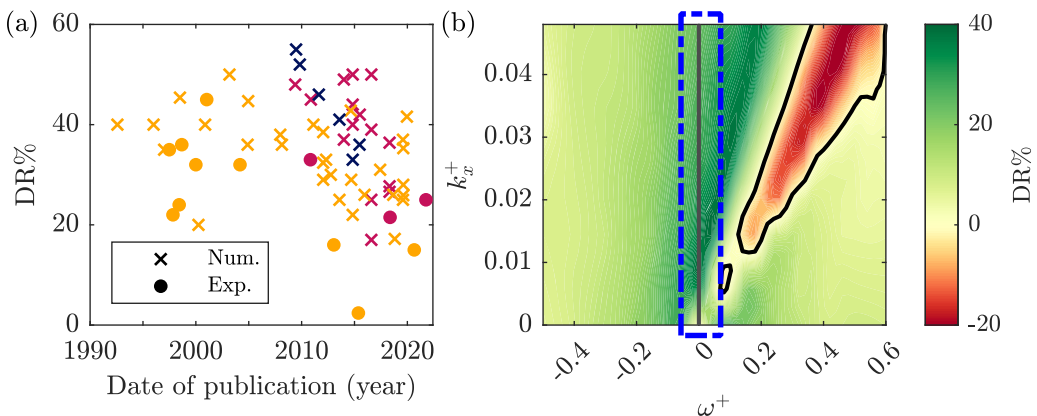 (a)
60
40
20
0
DR%
1990
2000
2010
2020
Date of publication (year)
Num.
Exp.
(b)
0.04
0.03
0.02
0.01
0
k_x^+
-0.4
-0.2
0
0.2
0.4
0.6
ω^+
40
20
0
-20
DR%